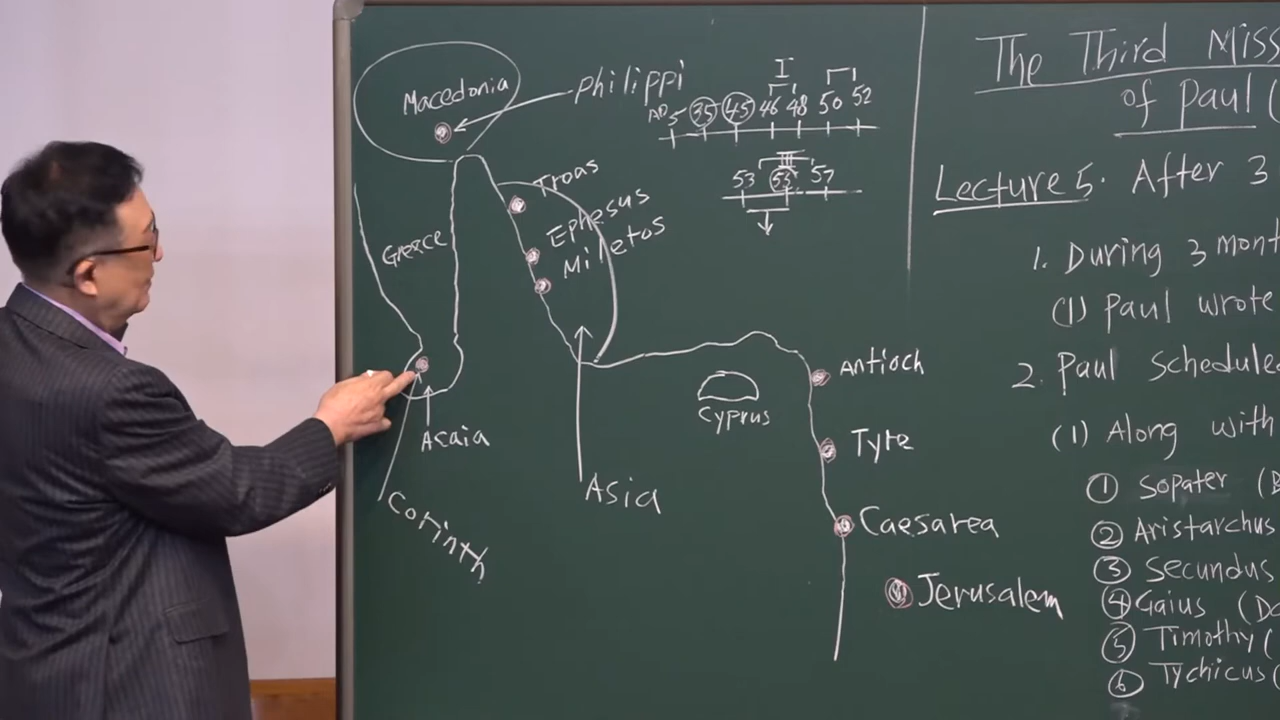 Macedonia
Philippi
Troas
Ephesus
Miletos
Greece
Acaia
Corinth
Asia
Cyprus
Antioch
Tyre
Caesarea
Jerusalem
I
AD 5 35 45 46 48 50 52
III
53 55 57
The Third Miss
of Paul (
Lecture 5. After 3
1. During 3 mont
(1) Paul wrote
2. Paul schedule
(1) Along with
① Sopater (B
② Aristarchus
③ Secundus
④ Gaius (D
⑤ Timothy (
⑥ Tychicus (